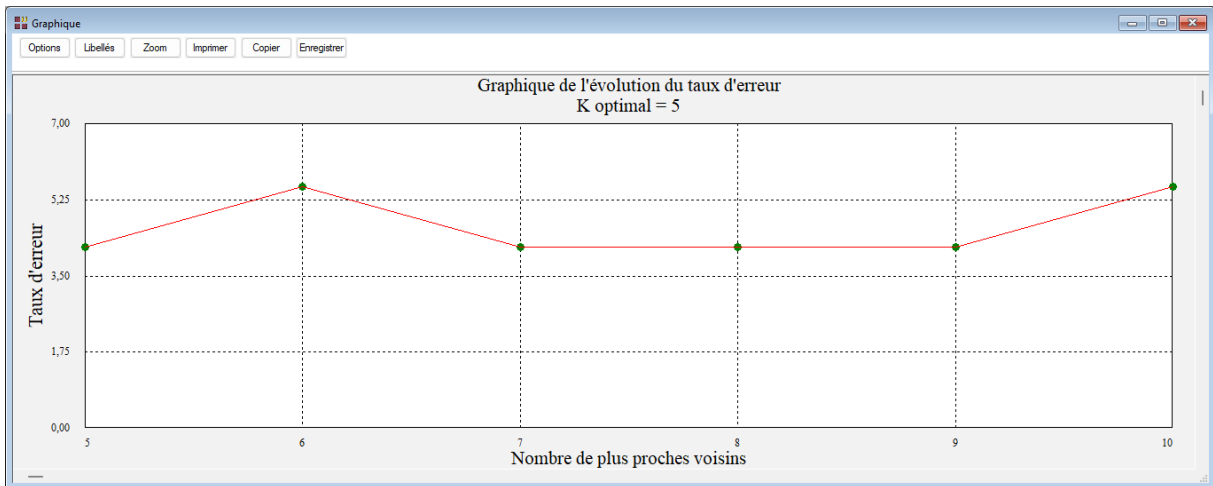 Graphique
Options Libellés Zoom Imprimer Copier Enregistrer
Graphique de l'évolution du taux d'erreur
K optimal = 5
7,00
5,25
3,50
1,75
0,00
Taux d'erreur
5 6 7 8 9 10
Nombre de plus proches voisins